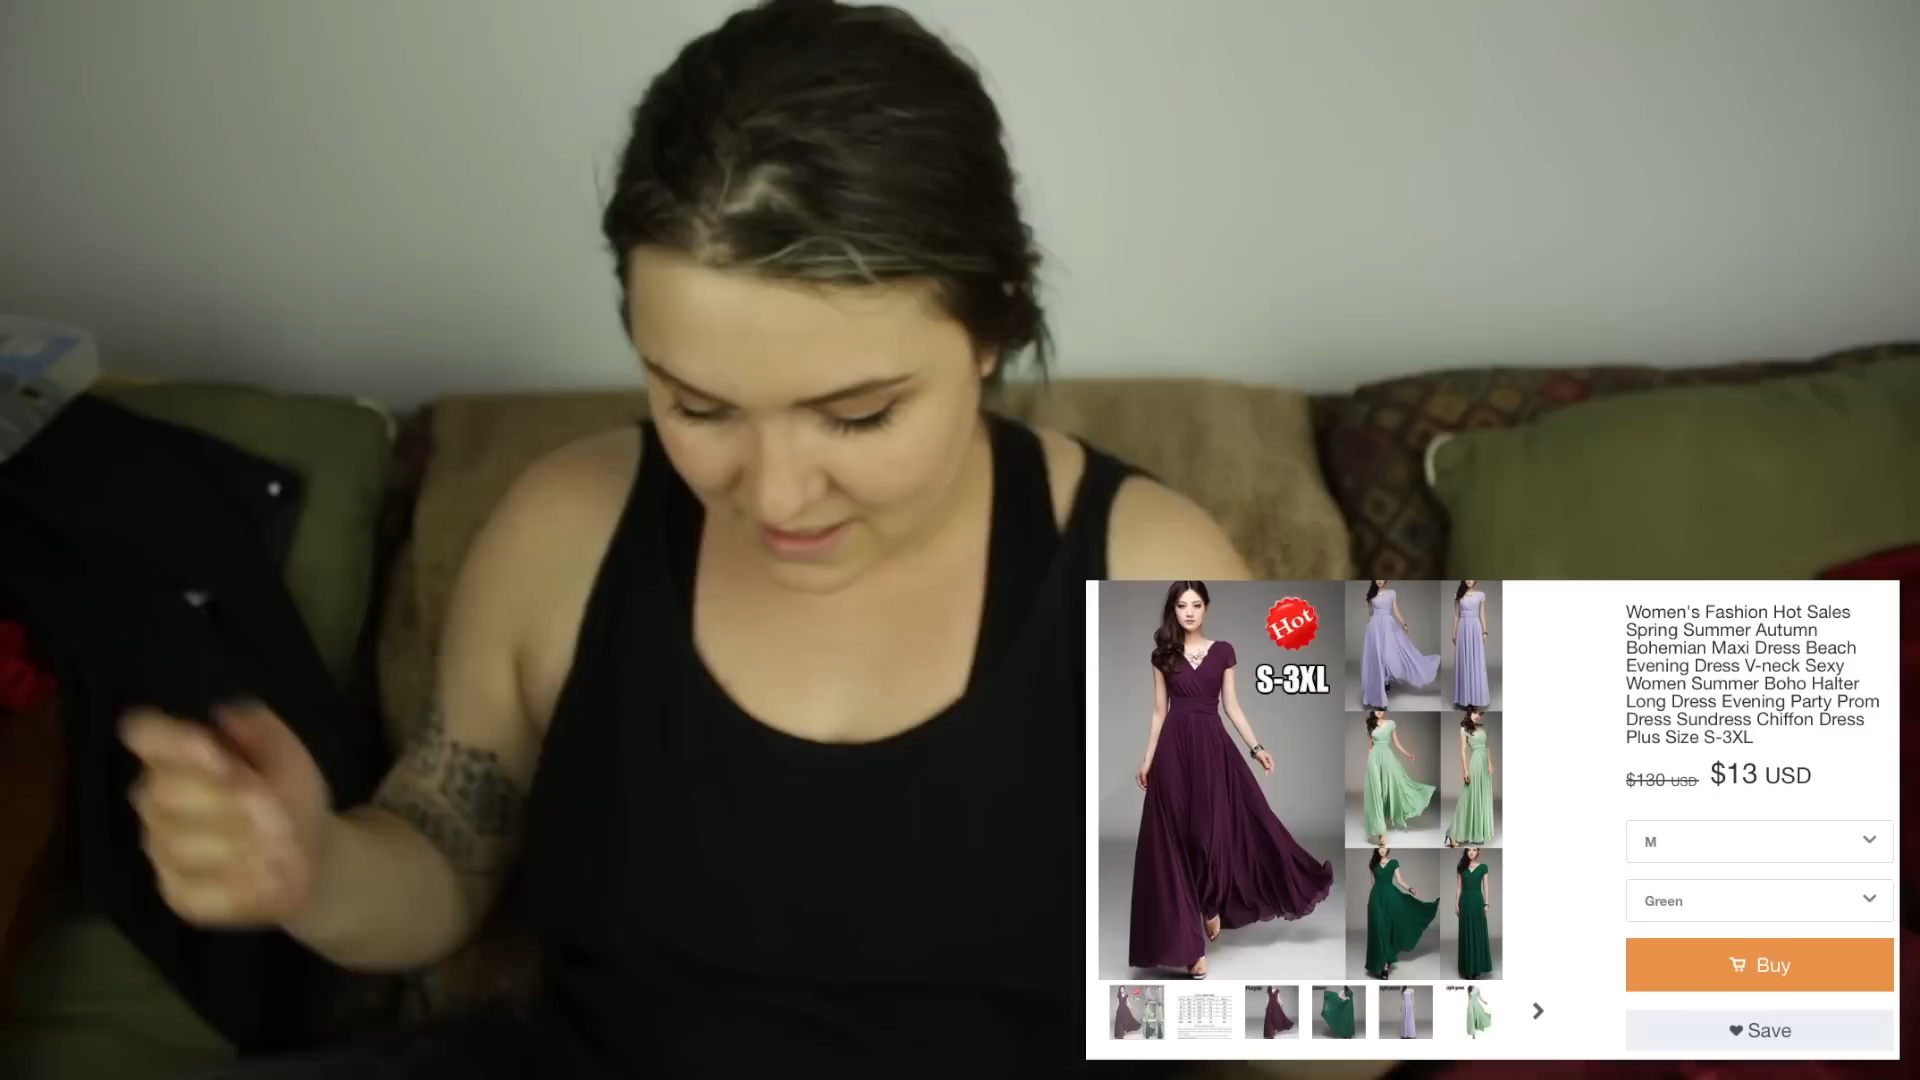 Hot
S-3XL
Women's Fashion Hot Sales
Spring Summer Autumn
Bohemian Maxi Dress Beach
Evening Dress V-neck Sexy
Women Summer Boho Halter
Long Dress Evening Party Prom
Dress Sundress Chiffon Dress
Plus Size S-3XL
$130 USD $13 USD
M
Green
Buy
Save